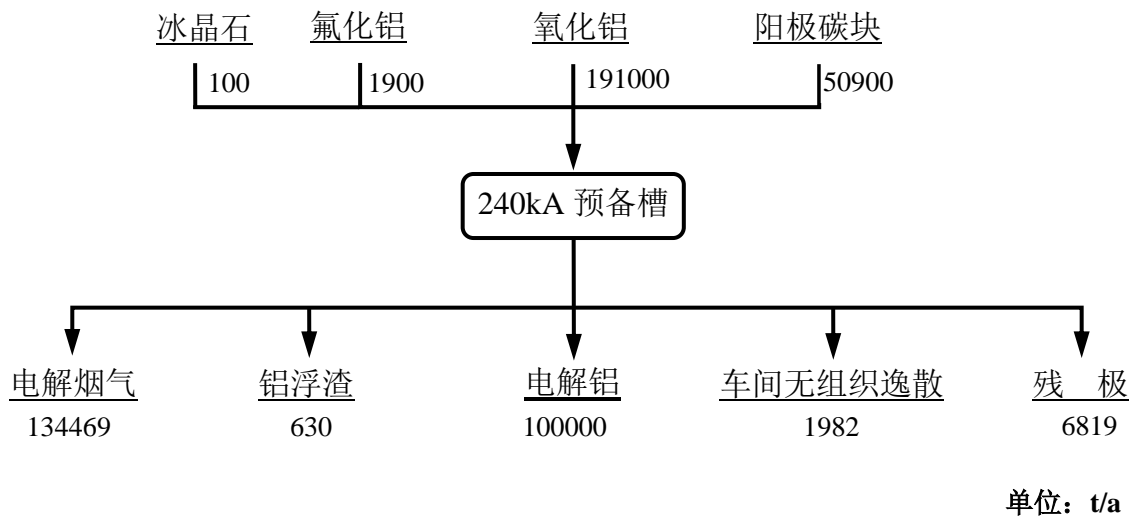 冰晶石 氟化铝 氧化铝 阳极碳块
100 1900 191000 50900
240kA 预备槽
电解烟气 铝浮渣 电解铝 车间无组织逸散 残 极
134469 630 100000 1982 6819
单位：t/a